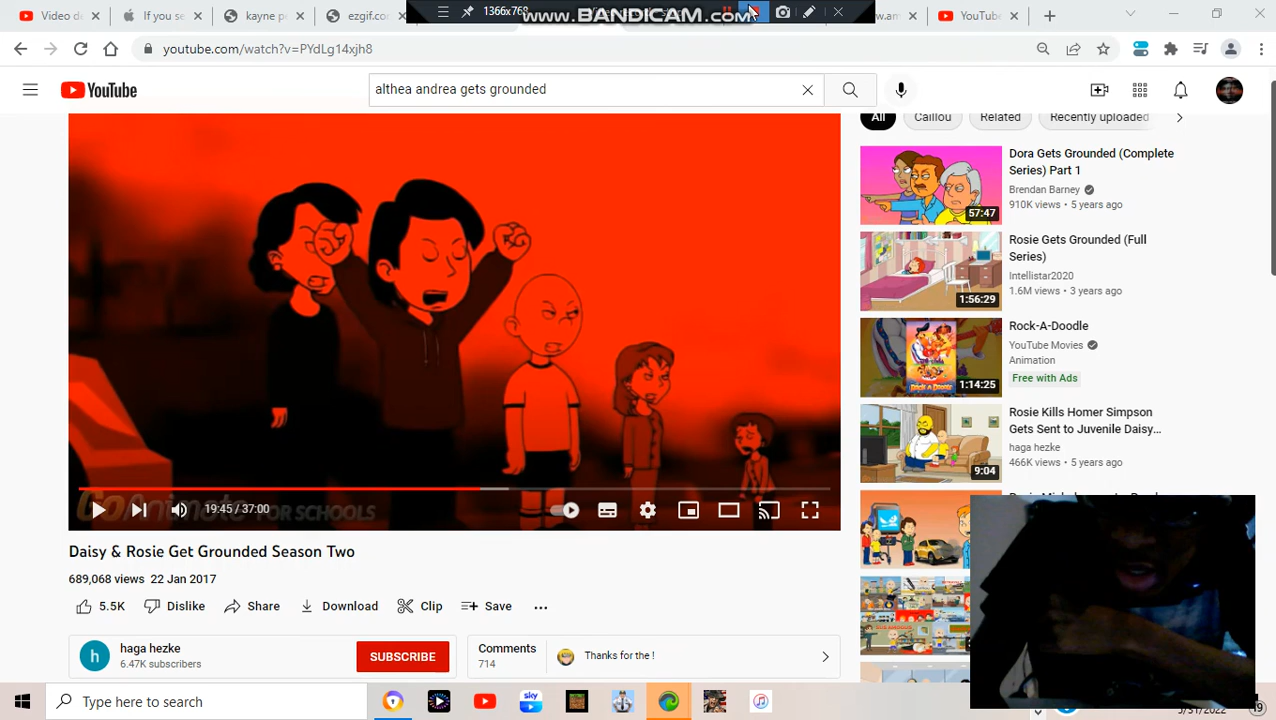 Video d
If you s
kayne p
ezgif.co
1366x768
www.BANDICAM.com
w.am
YouTube
youtube.com/watch?v=PYdLg14xjh8
YouTube
althea andrea gets grounded
All
Caillou
Related
Recently uploaded
Dora Gets Grounded (Complete Series) Part 1
Brendan Barney
910K views • 5 years ago
57:47
Rosie Gets Grounded (Full Series)
Intellistar2020
1.6M views • 3 years ago
1:56:29
Rock-A-Doodle
YouTube Movies
Animation
Free with Ads
1:14:25
Rosie Kills Homer Simpson Gets Sent to Juvenile Daisy…
haga hezke
466K views • 5 years ago
9:04
GoAnimate FOR SCHOOLS
19:45 / 37:00
Daisy & Rosie Get Grounded Season Two
689,068 views 22 Jan 2017
5.5K
Dislike
Share
Download
Clip
Save
h
haga hezke
6.47K subscribers
SUBSCRIBE
Comments
714
Thanks for the !
Type here to search
sky